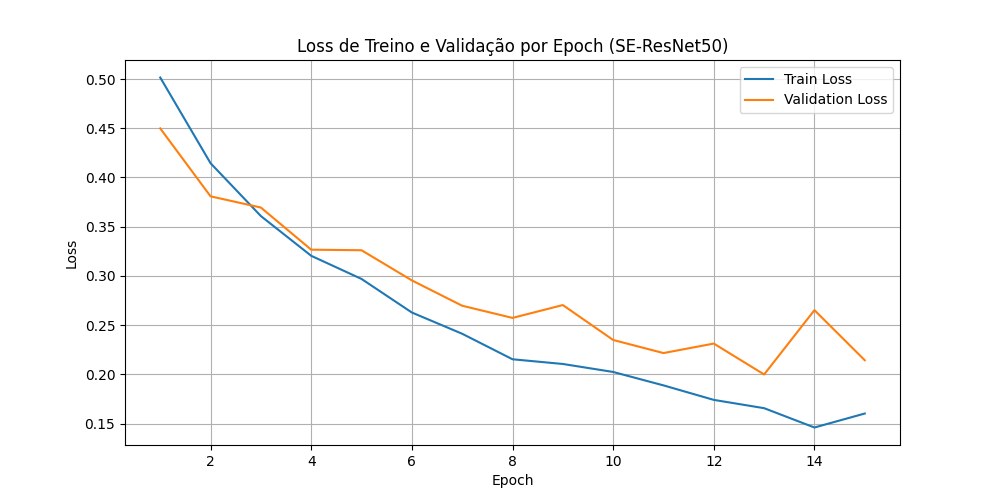 Loss de Treino e Validação por Epoch (SE-ResNet50)
Train Loss
Validation Loss
0.50
0.45
0.40
0.35
0.30
0.25
0.20
0.15
Loss
2 4 6 8 10 12 14
Epoch